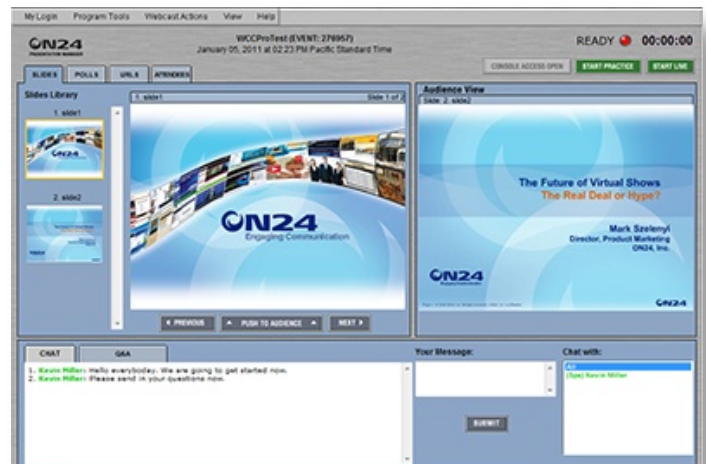 My Login Program Tools Webcast Actions View Help
ON24
PRESENTATION MANAGER
WCCProTest (EVENT: 276957)
January 05, 2011 at 02:23 PM Pacific Standard Time
READY 00:00:00
CONSOLE ACCESS OPEN START PRACTICE START LIVE
SLIDES POLLS URLS ATTENDEES
Slides Library
1. slide1
ON24
2. slide2
1. slide1 Slide 1 of 2
ON24
Engaging Communication
PREVIOUS PUSH TO AUDIENCE NEXT
Audience View
Slide: 2. slide2
The Future of Virtual Shows
The Real Deal or Hype?
Mark Szelenyi
Director, Product Marketing
ON24, Inc.
ON24
ON24
CHAT Q&A
1. Kevin Miller: Hello everyboday. We are going to get started now.
2. Kevin Miller: Please send in your questions now.
Your Message:
SUBMIT
Chat with:
All
(Spe) Kevin Miller